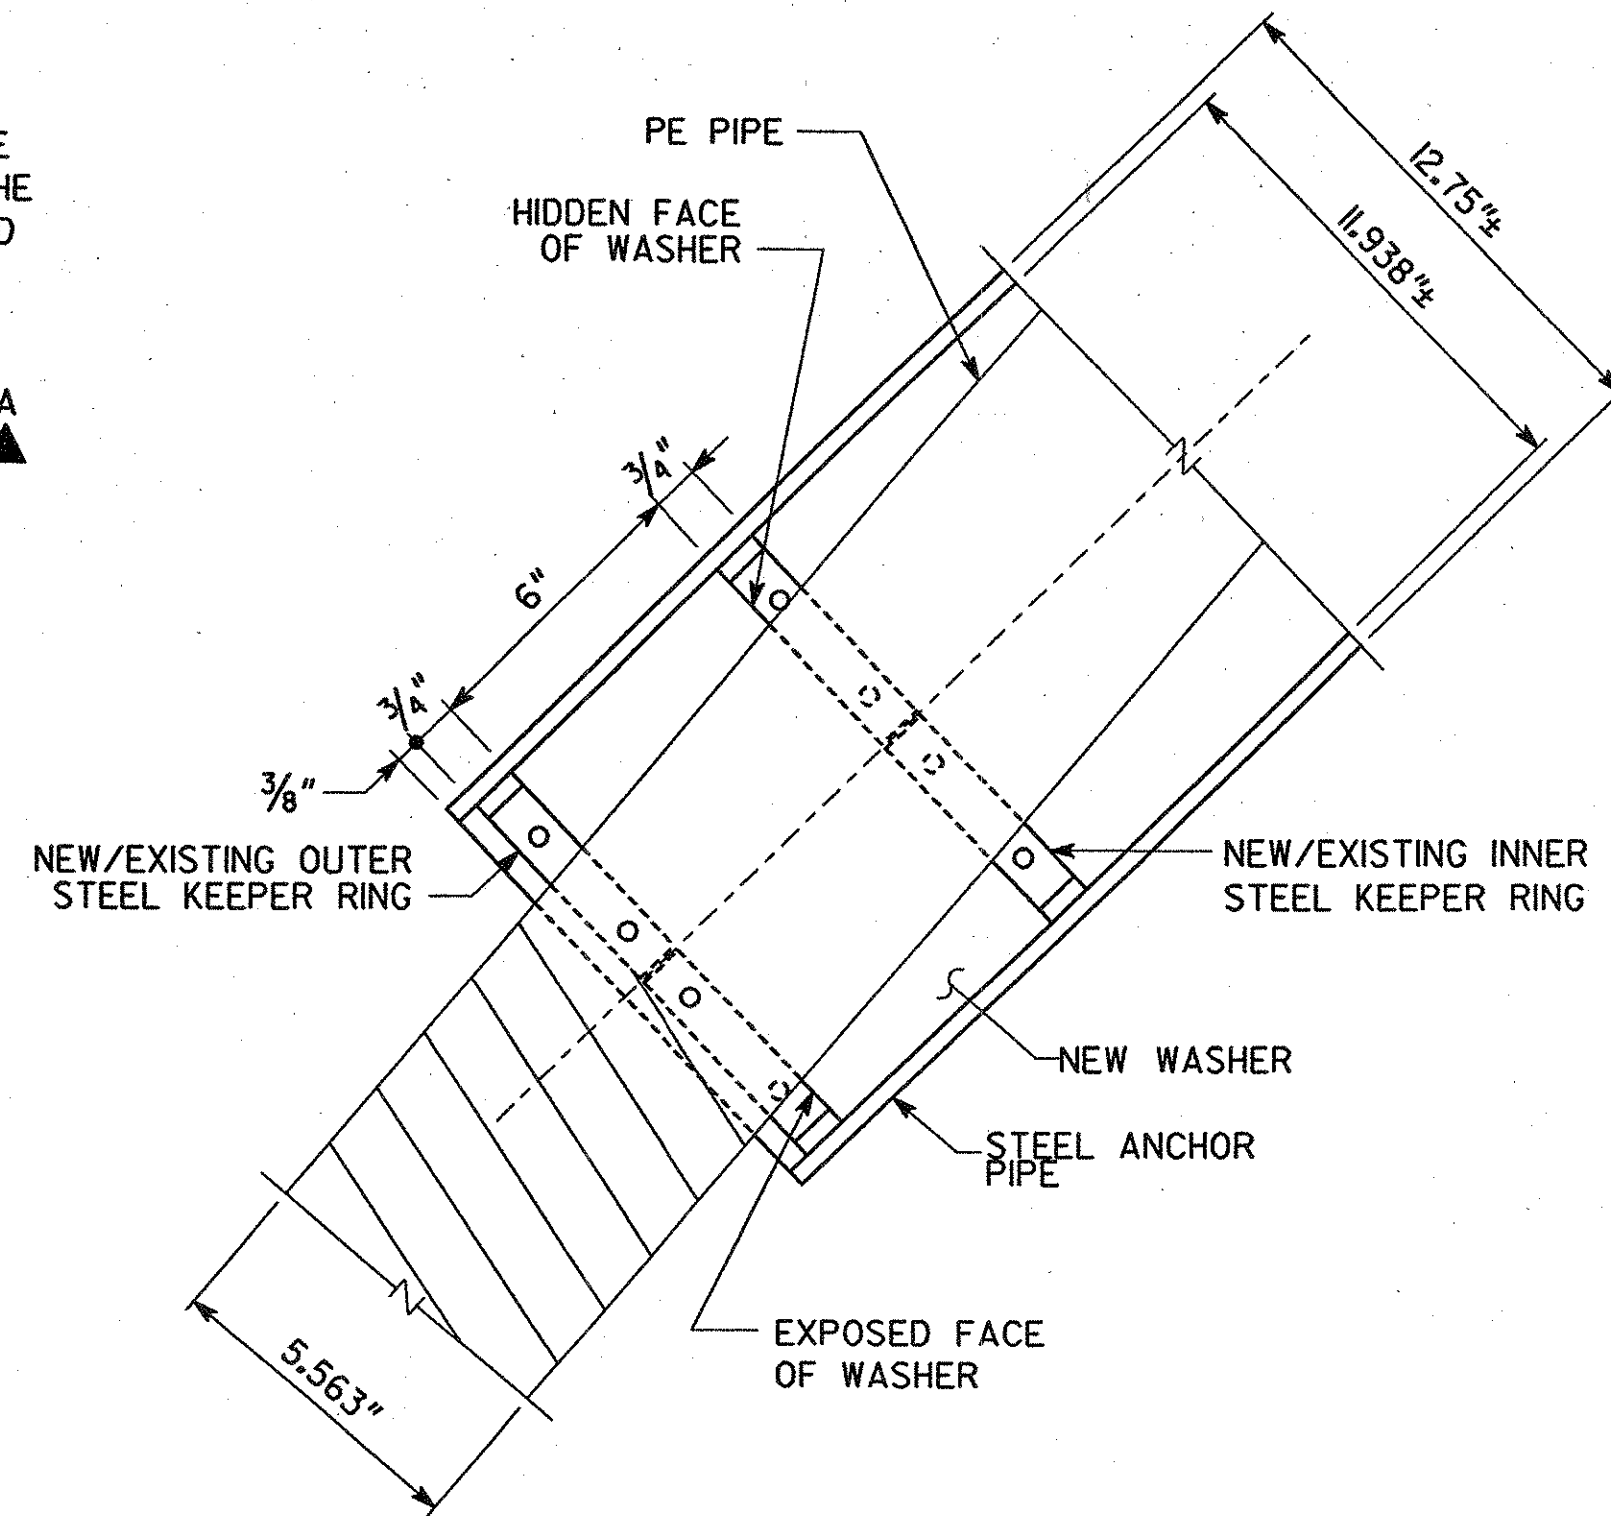 PE PIPE
HIDDEN FACE
OF WASHER
12.75"±
11.938"±
3/4"
6"
3/4"
3/8"
NEW/EXISTING OUTER
STEEL KEEPER RING
NEW/EXISTING INNER
STEEL KEEPER RING
NEW WASHER
STEEL ANCHOR
PIPE
EXPOSED FACE
OF WASHER
5.563"